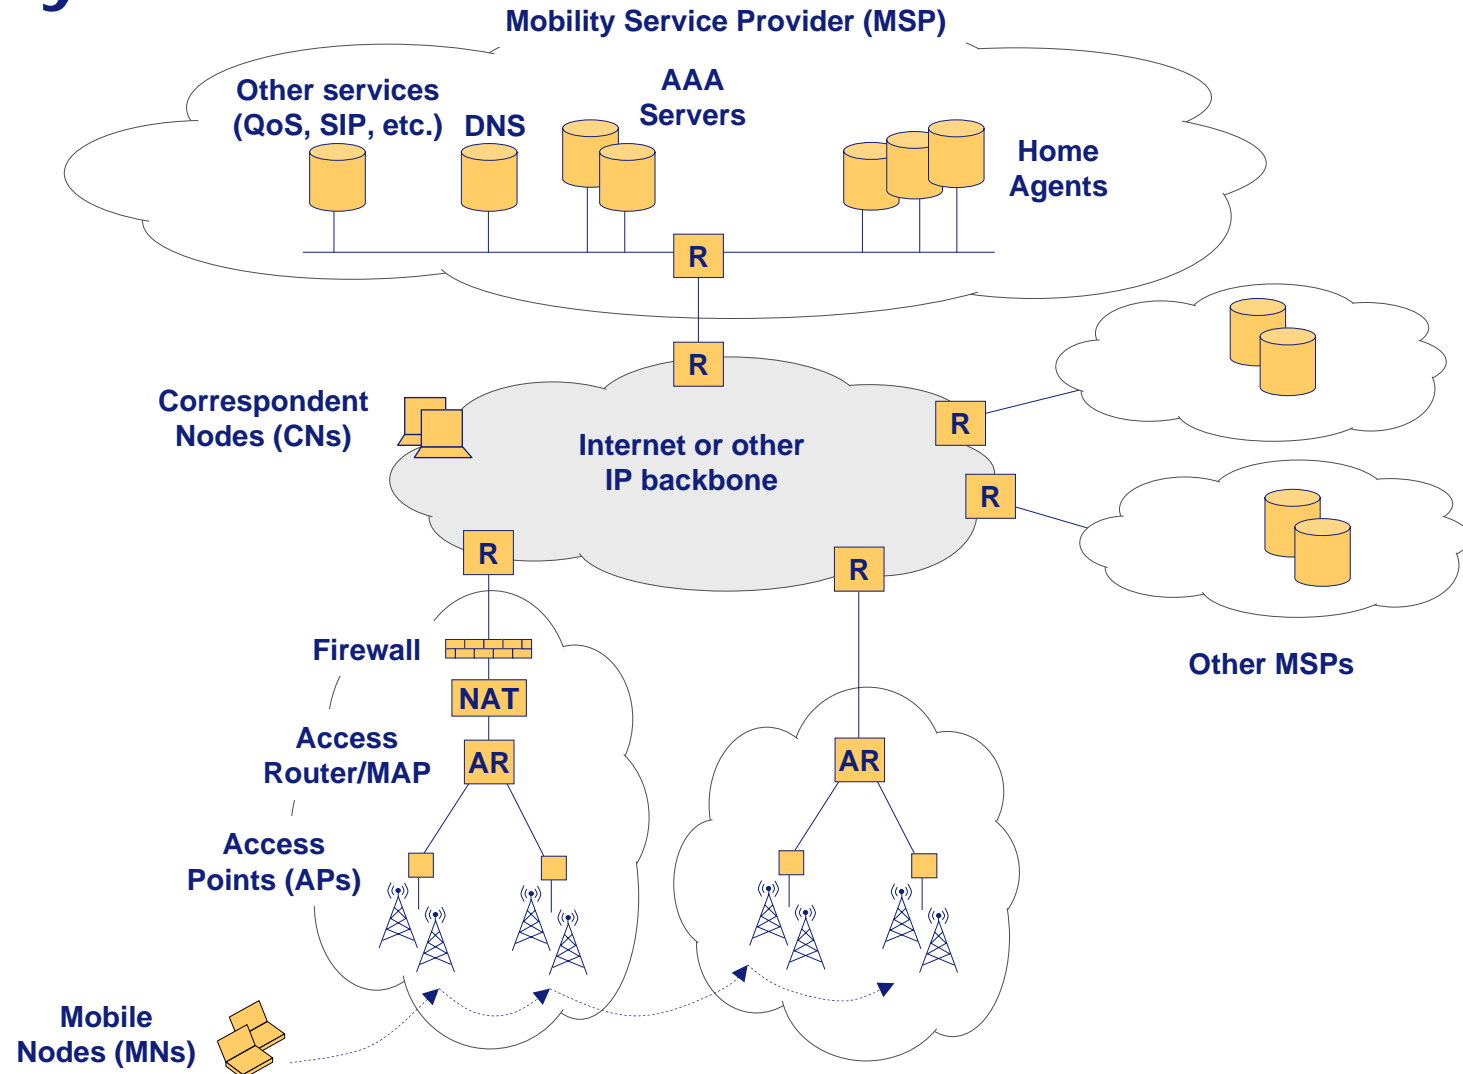 Mobility Service Provider (MSP)
Other services
(QoS, SIP, etc.)
DNS
AAA
Servers
Home
Agents
R
R
Correspondent
Nodes (CNs)
Internet or other
IP backbone
R
R
R
R
Other MSPs
Firewall
NAT
Access
Router/MAP
AR
AR
Access
Points (APs)
Mobile
Nodes (MNs)